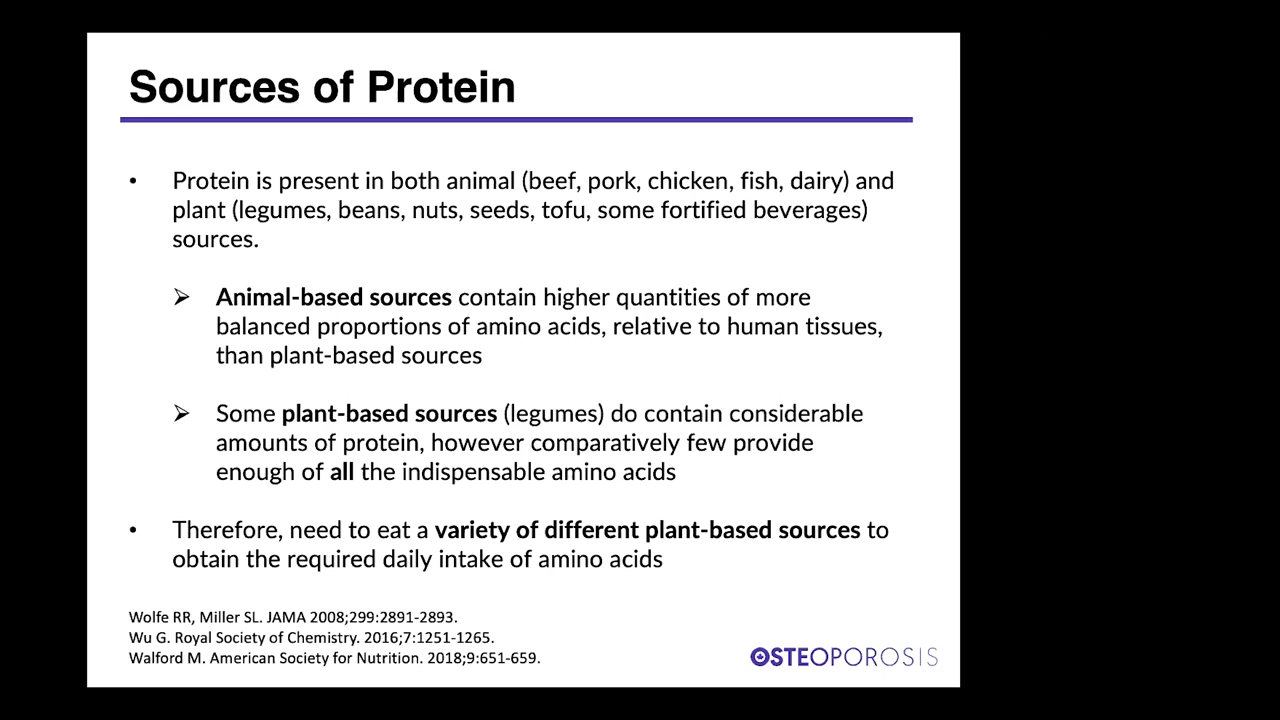 Sources of Protein
• Protein is present in both animal (beef, pork, chicken, fish, dairy) and
plant (legumes, beans, nuts, seeds, tofu, some fortified beverages)
sources.
➢ Animal-based sources contain higher quantities of more
balanced proportions of amino acids, relative to human tissues,
than plant-based sources
➢ Some plant-based sources (legumes) do contain considerable
amounts of protein, however comparatively few provide
enough of all the indispensable amino acids
• Therefore, need to eat a variety of different plant-based sources to
obtain the required daily intake of amino acids
Wolfe RR, Miller SL. JAMA 2008;299:2891-2893.
Wu G. Royal Society of Chemistry. 2016;7:1251-1265.
Walford M. American Society for Nutrition. 2018;9:651-659.
OSTEOPOROSIS